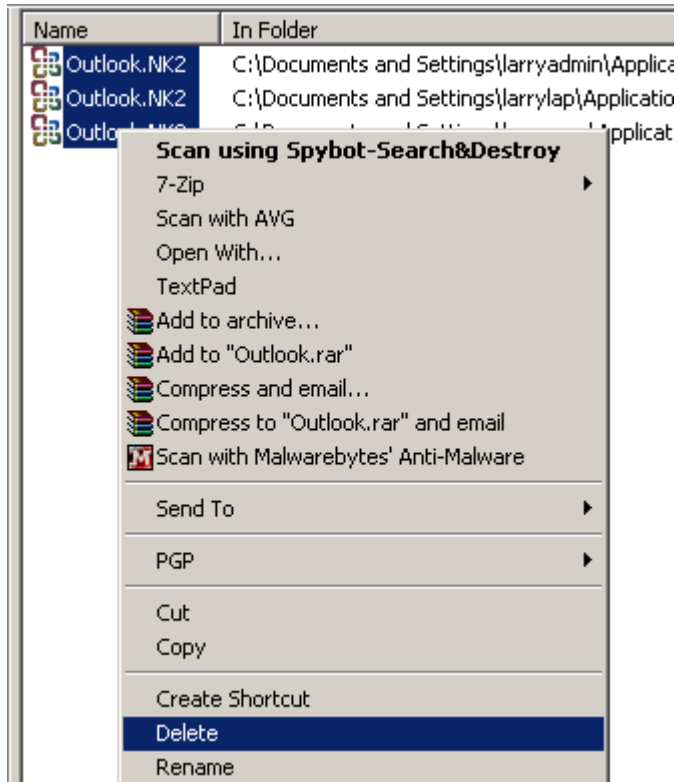 Name In Folder
Outlook.NK2 C:\Documents and Settings\larryadmin\Applica
Outlook.NK2 C:\Documents and Settings\larrylap\Applicatio
Scan using Spybot-Search&Destroy
7-Zip
Scan with AVG
Open With...
TextPad
Add to archive...
Add to "Outlook.rar"
Compress and email...
Compress to "Outlook.rar" and email
Scan with Malwarebytes' Anti-Malware
Send To
PGP
Cut
Copy
Create Shortcut
Delete
Rename